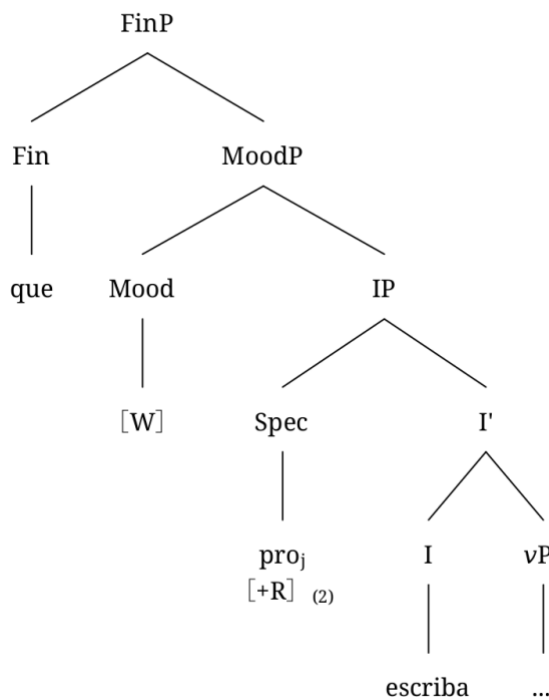 FinP
Fin MoodP
que Mood IP
[W] Spec I'
proⱼ I vP
[+R] (2)
escriba ...